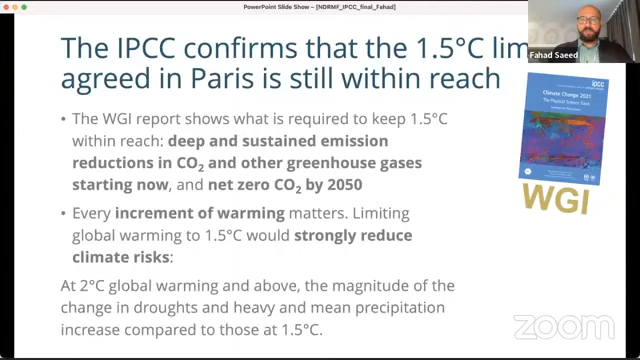 PowerPoint Slide Show - [NDRMF_IPCC_final_Fahad]
The IPCC confirms that the 1.5°C lim
agreed in Paris is still within reach
Fahad Saeed
• The WGI report shows what is required to keep 1.5°C
within reach: deep and sustained emission
reductions in CO₂ and other greenhouse gases
starting now, and net zero CO₂ by 2050
• Every increment of warming matters. Limiting
global warming to 1.5°C would strongly reduce
climate risks:
At 2°C global warming and above, the magnitude of the
change in droughts and heavy and mean precipitation
increase compared to those at 1.5°C.
ipcc
Climate Change 2021
The Physical Science Basis
WGI
zoom